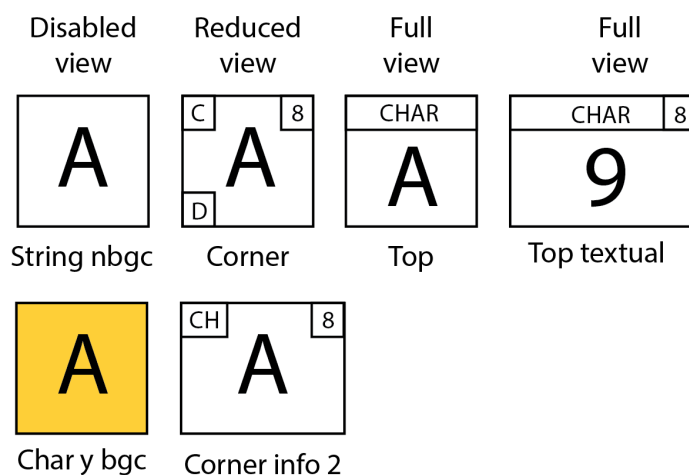 Disabled view
Reduced view
Full view
Full view
A
C 8
A
D
CHAR
A
CHAR 8
9
String nbgc
Corner
Top
Top textual
A
CH 8
A
Char y bgc
Corner info 2